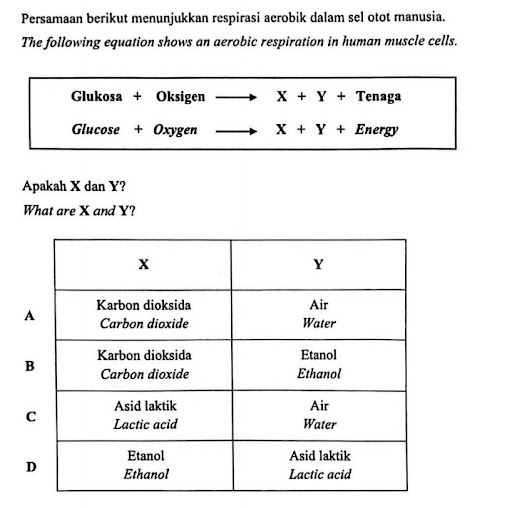 Persamaan berikut menunjukkan respirasi aerobik dalam sel otot manusia.
The following equation shows an aerobic respiration in human muscle cells.
Glukosa + Oksigen ⟶ X + Y + Tenaga
Glucose + Oxygen ⟶ X + Y + Energy
Apakah X dan Y?
What are X and Y?
X Y
A Karbon dioksida Air
Carbon dioxide Water
B Karbon dioksida Etanol
Carbon dioxide Ethanol
C Asid laktik Air
Lactic acid Water
D Etanol Asid laktik
Ethanol Lactic acid